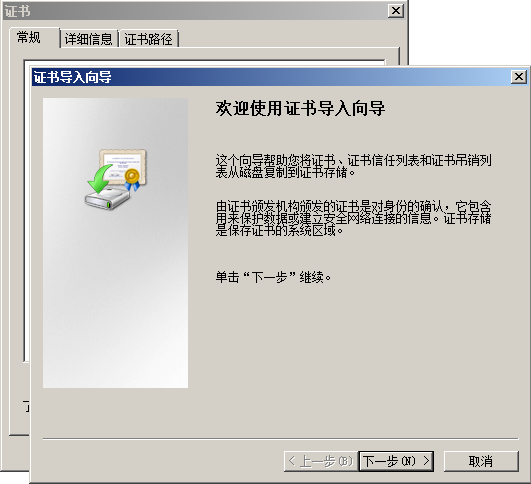 证书
常规
详细信息
证书路径
证书导入向导
欢迎使用证书导入向导
这个向导帮助您将证书、证书信任列表和证书吊销列
表从磁盘复制到证书存储。
由证书颁发机构颁发的证书是对身份的确认，它包含
用来保护数据或建立安全网络连接的信息。证书存储
是保存证书的系统区域。
单击“下一步”继续。
< 上一步(B)
下一步(N) >
取消